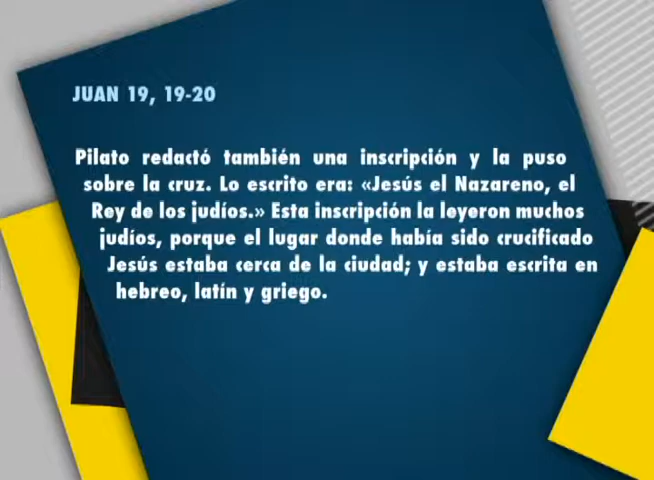 JUAN 19, 19-20
Pilato redactó también una inscripción y la puso
sobre la cruz. Lo escrito era: «Jesús el Nazareno, el
Rey de los judíos.» Esta inscripción la leyeron muchos
judíos, porque el lugar donde había sido crucificado
Jesús estaba cerca de la ciudad; y estaba escrita en
hebreo, latín y griego.